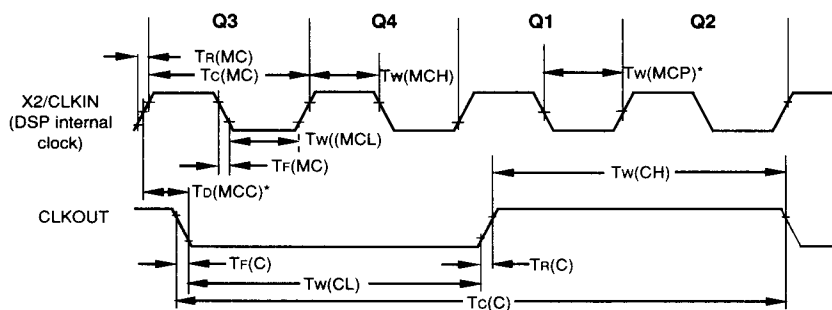 Q3 Q4 Q1 Q2
TR(MC)
TC(MC) TW(MCH) TW(MCP)*
X2/CLKIN
(DSP internal
clock)
TW((MCL)
TF(MC)
TD(MCC)* TW(CH)
CLKOUT
TF(C) TR(C)
TW(CL)
TC(C)